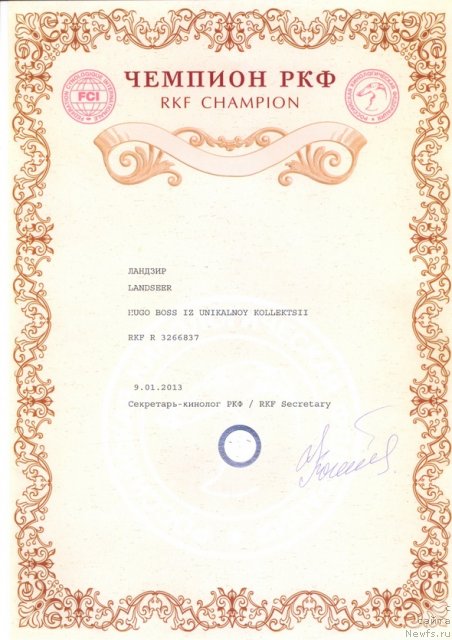 ЧЕМПИОН РКФ
RKF CHAMPION
FCI
ЛАНДЗИР
LANDSEER
HUGO BOSS IZ UNIKALNOY KOLLEKTSII
RKF R 3266837
9.01.2013
Секретарь-кинолог РКФ / RKF Secretary
с
сайта
Newfs.ru